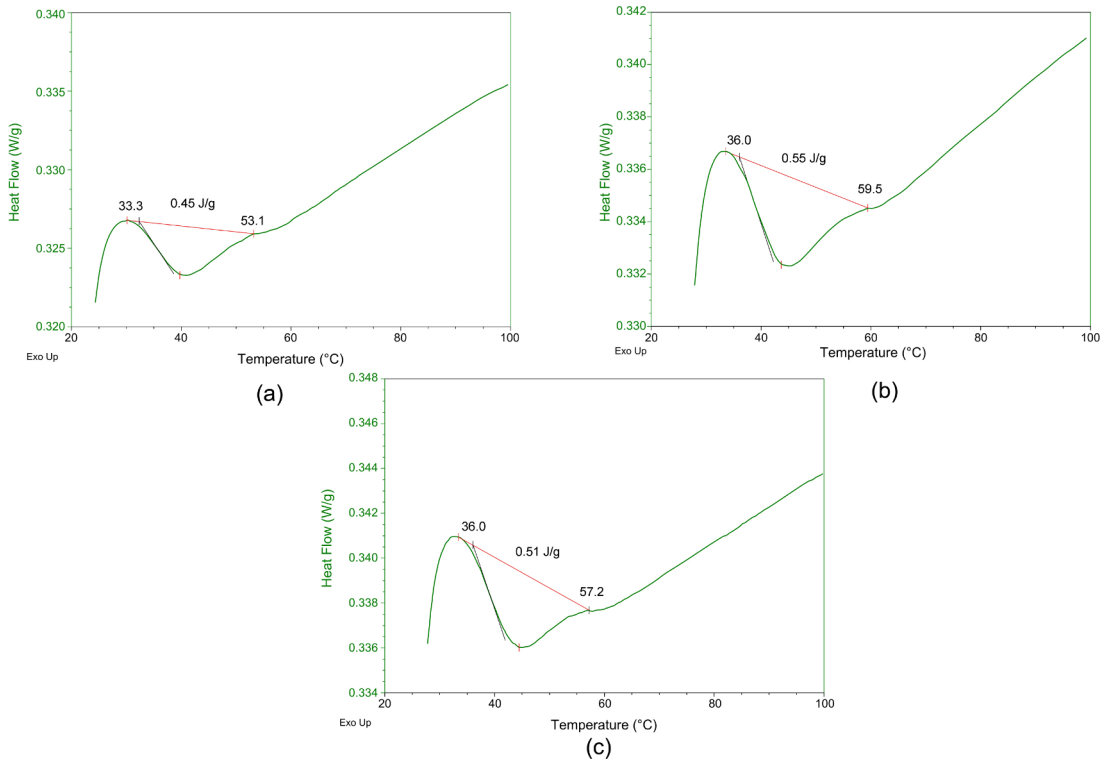 0.340
0.335
0.330
0.325
0.320
Heat Flow (W/g)
33.3
0.45 J/g
53.1
20 40 60 80 100
Exo Up
Temperature (°C)
(a)
0.342
0.340
0.338
0.336
0.334
0.332
0.330
Heat Flow (W/g)
36.0
0.55 J/g
59.5
20 40 60 80 100
Exo Up
Temperature (°C)
(b)
0.348
0.346
0.344
0.342
0.340
0.338
0.336
0.334
Heat Flow (W/g)
36.0
0.51 J/g
57.2
20 40 60 80 100
Exo Up
Temperature (°C)
(c)